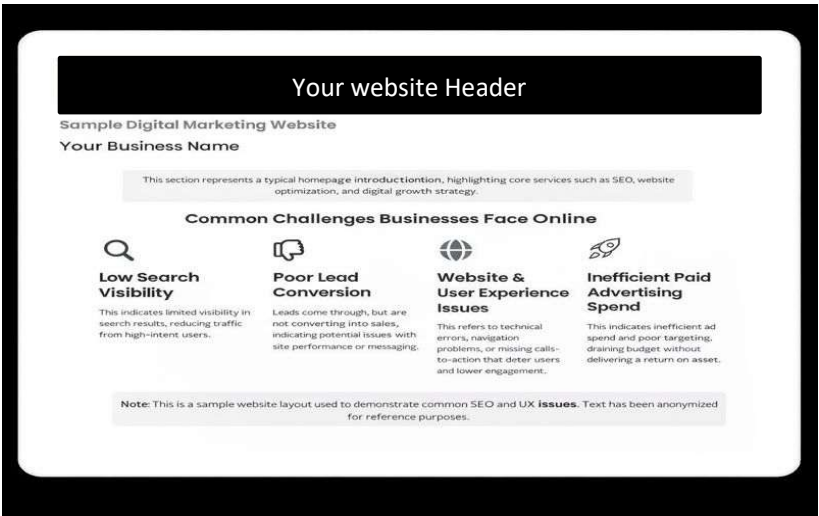 Your website Header
Sample Digital Marketing Website
Your Business Name
This section represents a typical homepage introductiontion, highlighting core services such as SEO, website
optimization, and digital growth strategy.
Common Challenges Businesses Face Online
Low Search
Visibility
This indicates limited visibility in
seerch results, reducing traffic
from high-intent users.
Poor Lead
Conversion
Leads come through, but are
not converting into sales,
indicating potential issues with
site performance or messaging.
Website &
User Experience
Issues
This refers to technical
errors, navigation
problems, or missing calls-
to-action that deter users
and lower engagement.
Inefficient Paid
Advertising
Spend
This indicates inefficient ad
spend and poor targeting,
draining budget without
delivering a return on asset.
Note: This is a sample website layout used to demonstrate common SEO and UX issues. Text has been anonymized
for reference purposes.